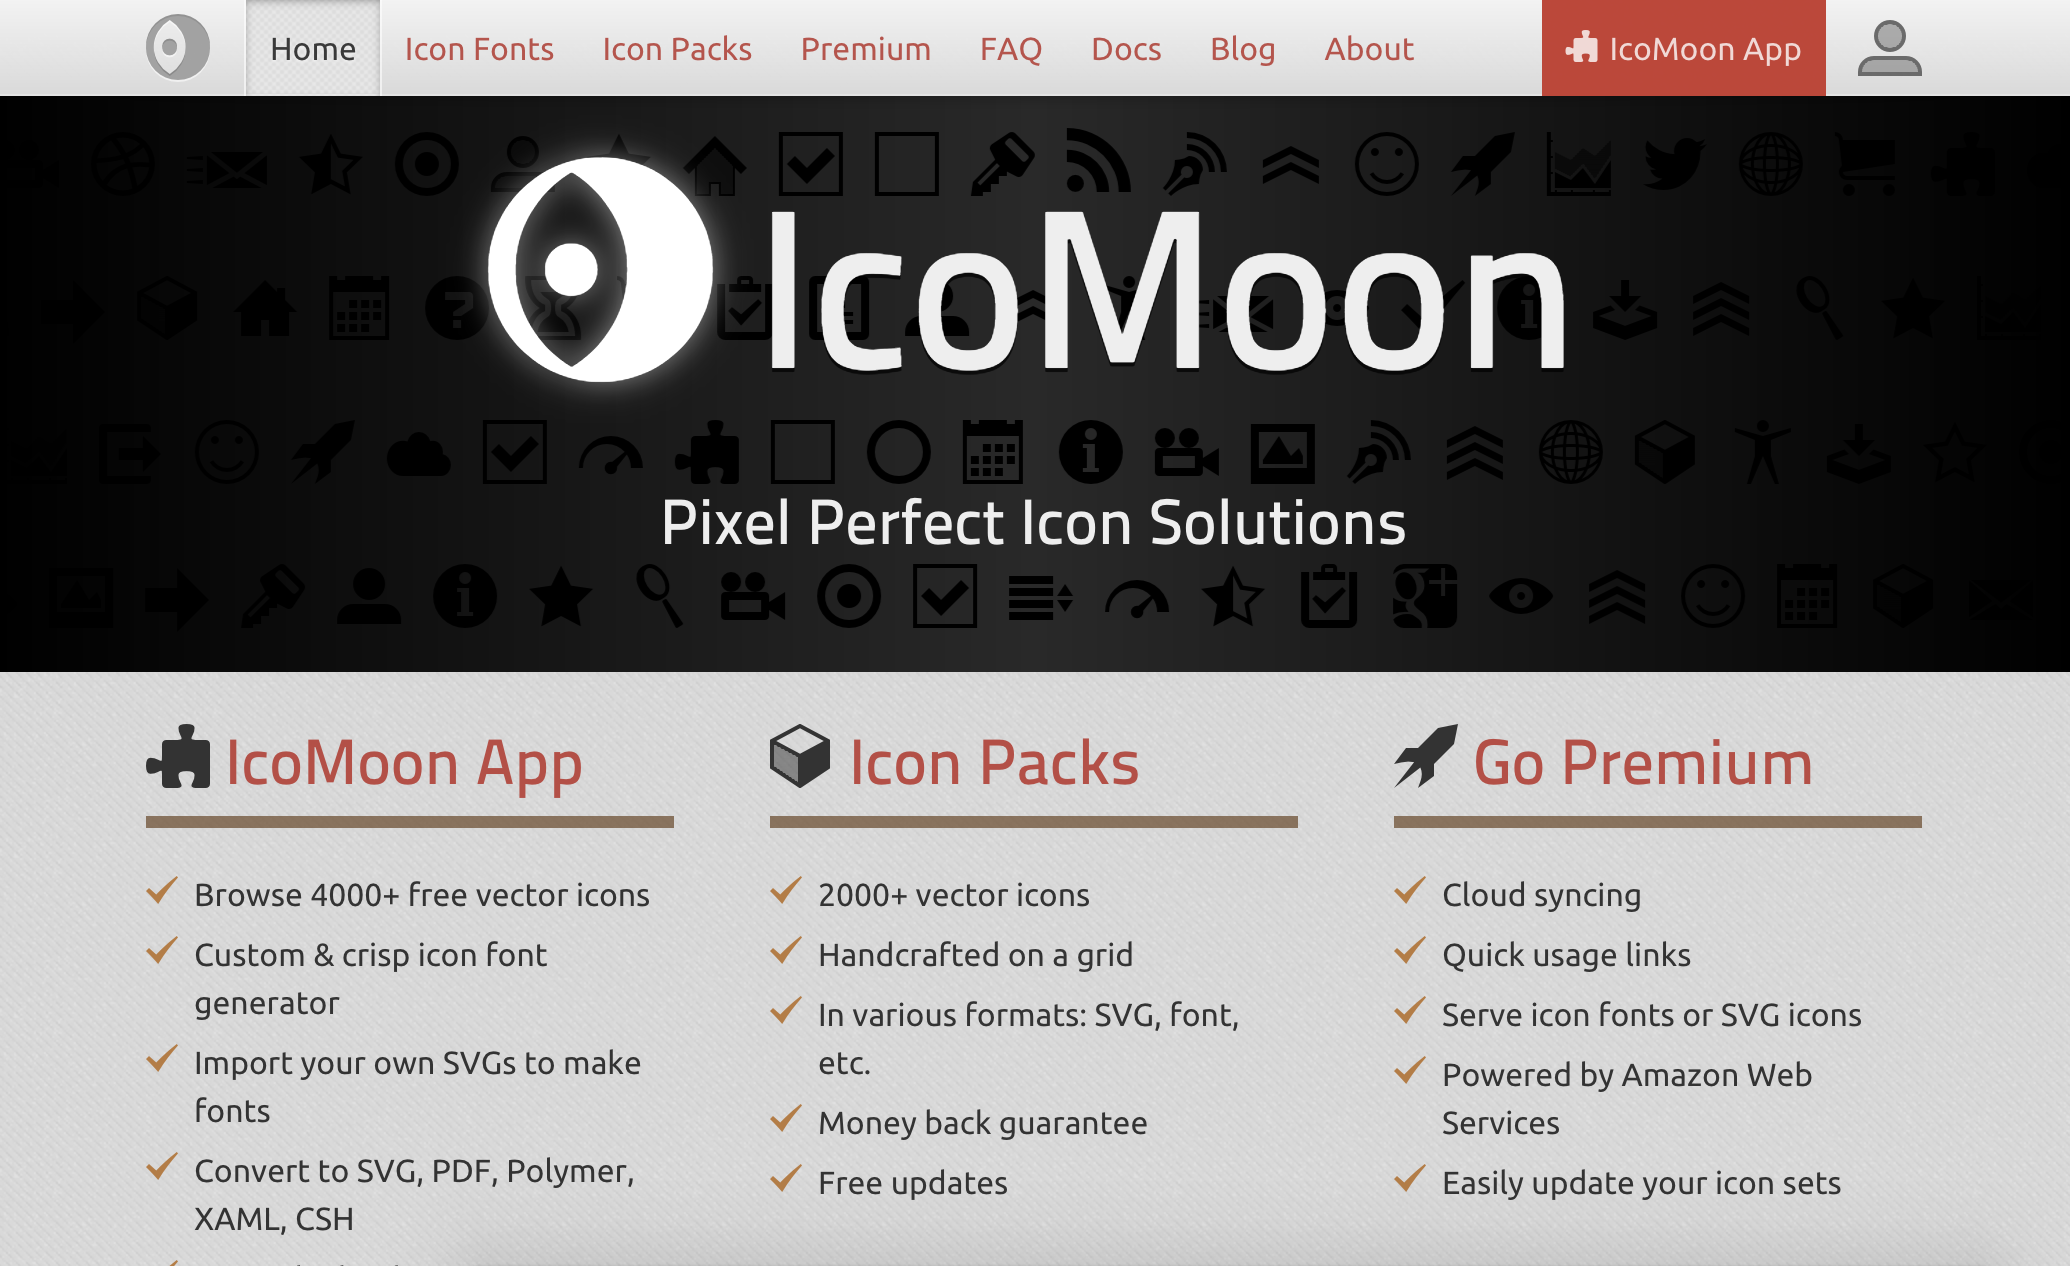 Home
Icon Fonts
Icon Packs
Premium
FAQ
Docs
Blog
About
IcoMoon App
IcoMoon
Pixel Perfect Icon Solutions
IcoMoon App
Browse 4000+ free vector icons
Custom & crisp icon font
generator
Import your own SVGs to make
fonts
Convert to SVG, PDF, Polymer,
XAML, CSH
Icon Packs
2000+ vector icons
Handcrafted on a grid
In various formats: SVG, font,
etc.
Money back guarantee
Free updates
Go Premium
Cloud syncing
Quick usage links
Serve icon fonts or SVG icons
Powered by Amazon Web
Services
Easily update your icon sets